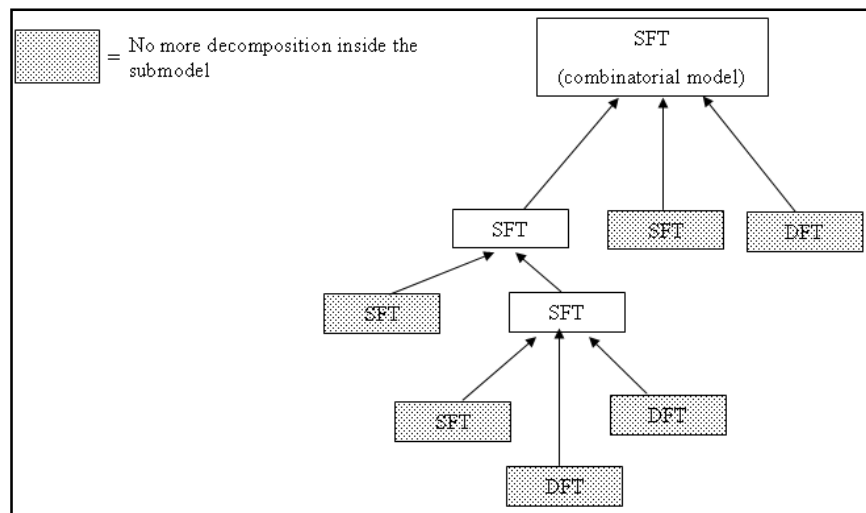 = No more decomposition inside the
submodel
SFT
(combinatorial model)
SFT
SFT
DFT
SFT
SFT
SFT
DFT
DFT